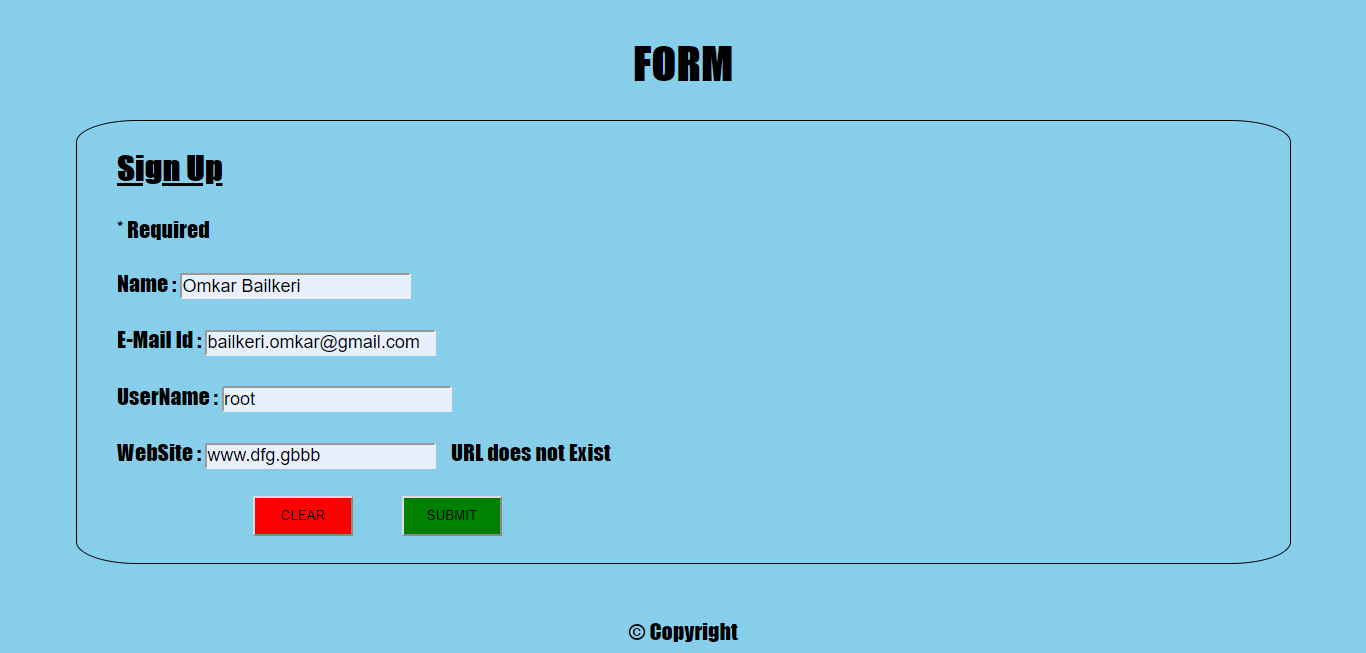 FORM
Sign Up
* Required
Name : Omkar Bailkeri
E-Mail Id : bailkeri.omkar@gmail.com
UserName : root
WebSite : www.dfg.gbbb URL does not Exist
CLEAR SUBMIT
© Copyright